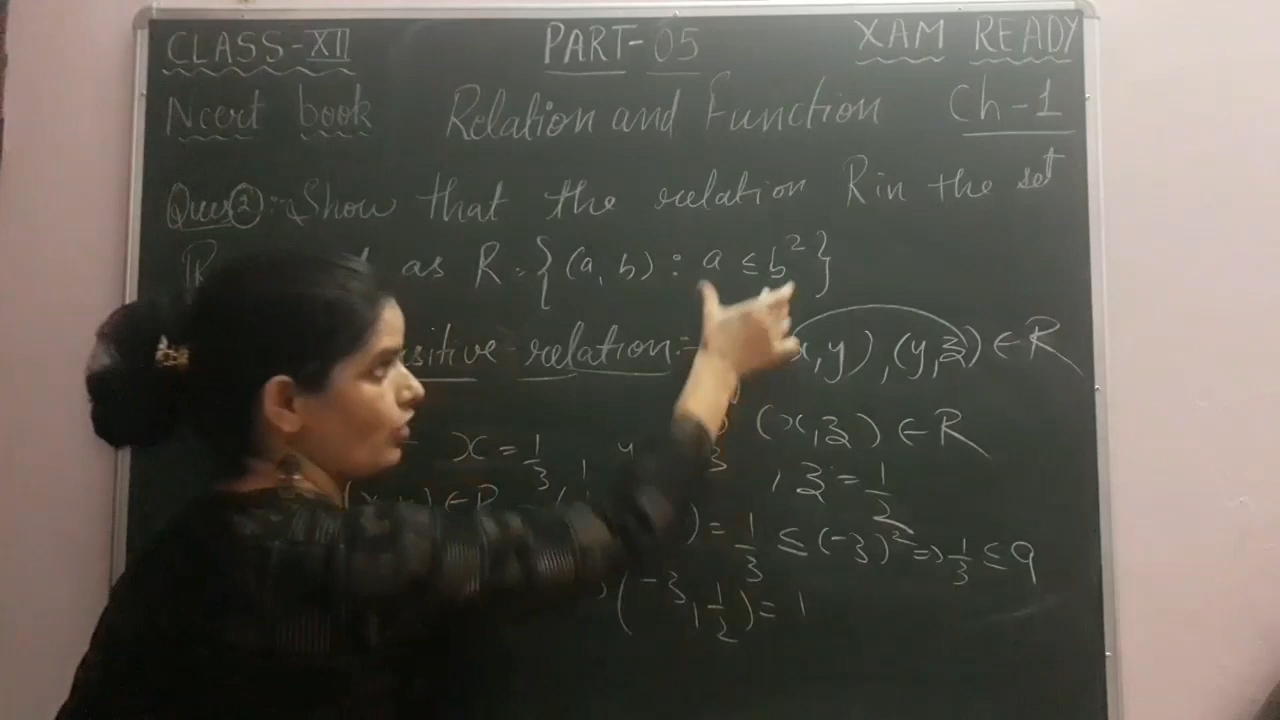 CLASS-XII PART-05 XAM READY
Ncert book Relation and Function Ch-1
Ques②:- Show that the relation R in the set
R as R = {(a, b) : a ≤ b²}
sitive relation:- , y), (y, z) ∈ R
(x, z) ∈ R
x = 1/3, y 3, z = 1/2
∈ R ) = 1/3 ≤ (-3)² => 1/3 ≤ 9
(-3, 1/2) = 1